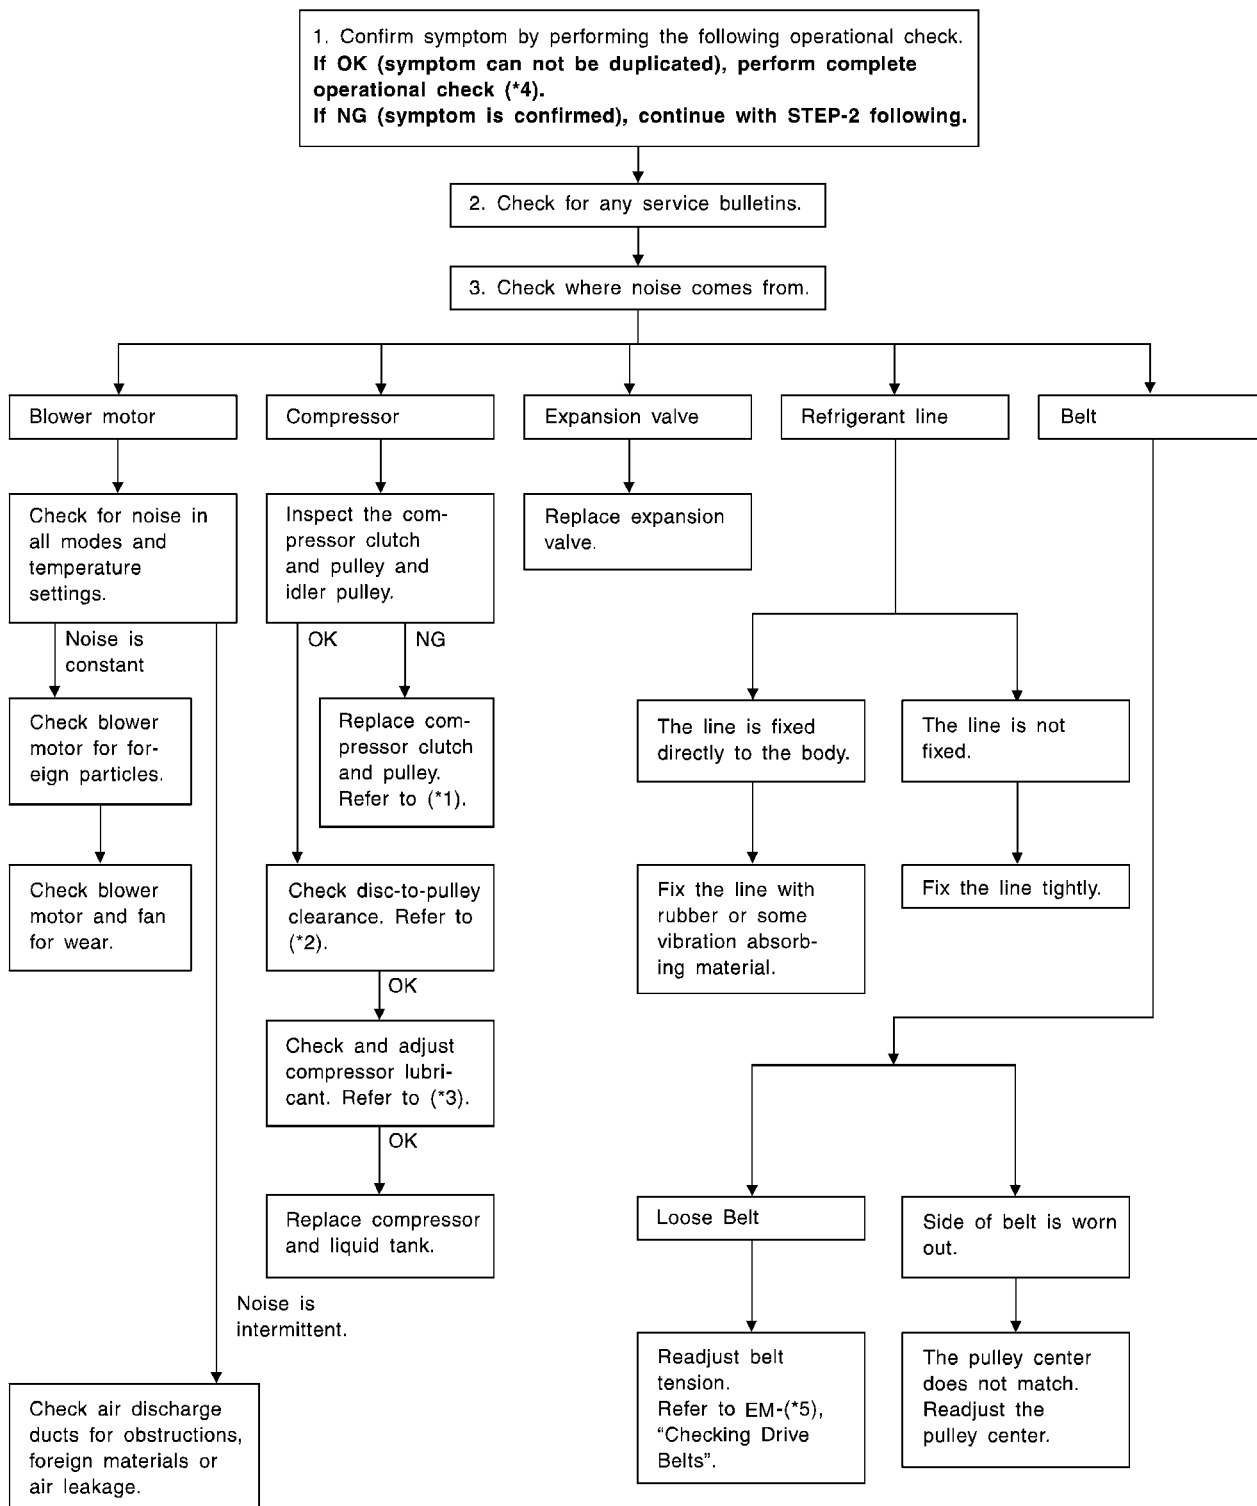 1. Confirm symptom by performing the following operational check.
If OK (symptom can not be duplicated), perform complete
operational check (*4).
If NG (symptom is confirmed), continue with STEP-2 following.
2. Check for any service bulletins.
3. Check where noise comes from.
Blower motor
Compressor
Expansion valve
Refrigerant line
Belt
Check for noise in
all modes and
temperature
settings.
Inspect the com-
pressor clutch
and pulley and
idler pulley.
Replace expansion
valve.
Noise is
constant
OK
NG
Check blower
motor for for-
eign particles.
Replace com-
pressor clutch
and pulley.
Refer to (*1).
The line is fixed
directly to the body.
The line is not
fixed.
Check blower
motor and fan
for wear.
Check disc-to-pulley
clearance. Refer to
(*2).
Fix the line with
rubber or some
vibration absorb-
ing material.
Fix the line tightly.
OK
Check and adjust
compressor lubri-
cant. Refer to (*3).
OK
Replace compressor
and liquid tank.
Loose Belt
Side of belt is worn
out.
Noise is
intermittent.
Readjust belt
tension.
Refer to EM-(*5),
“Checking Drive
Belts”.
The pulley center
does not match.
Readjust the
pulley center.
Check air discharge
ducts for obstructions,
foreign materials or
air leakage.